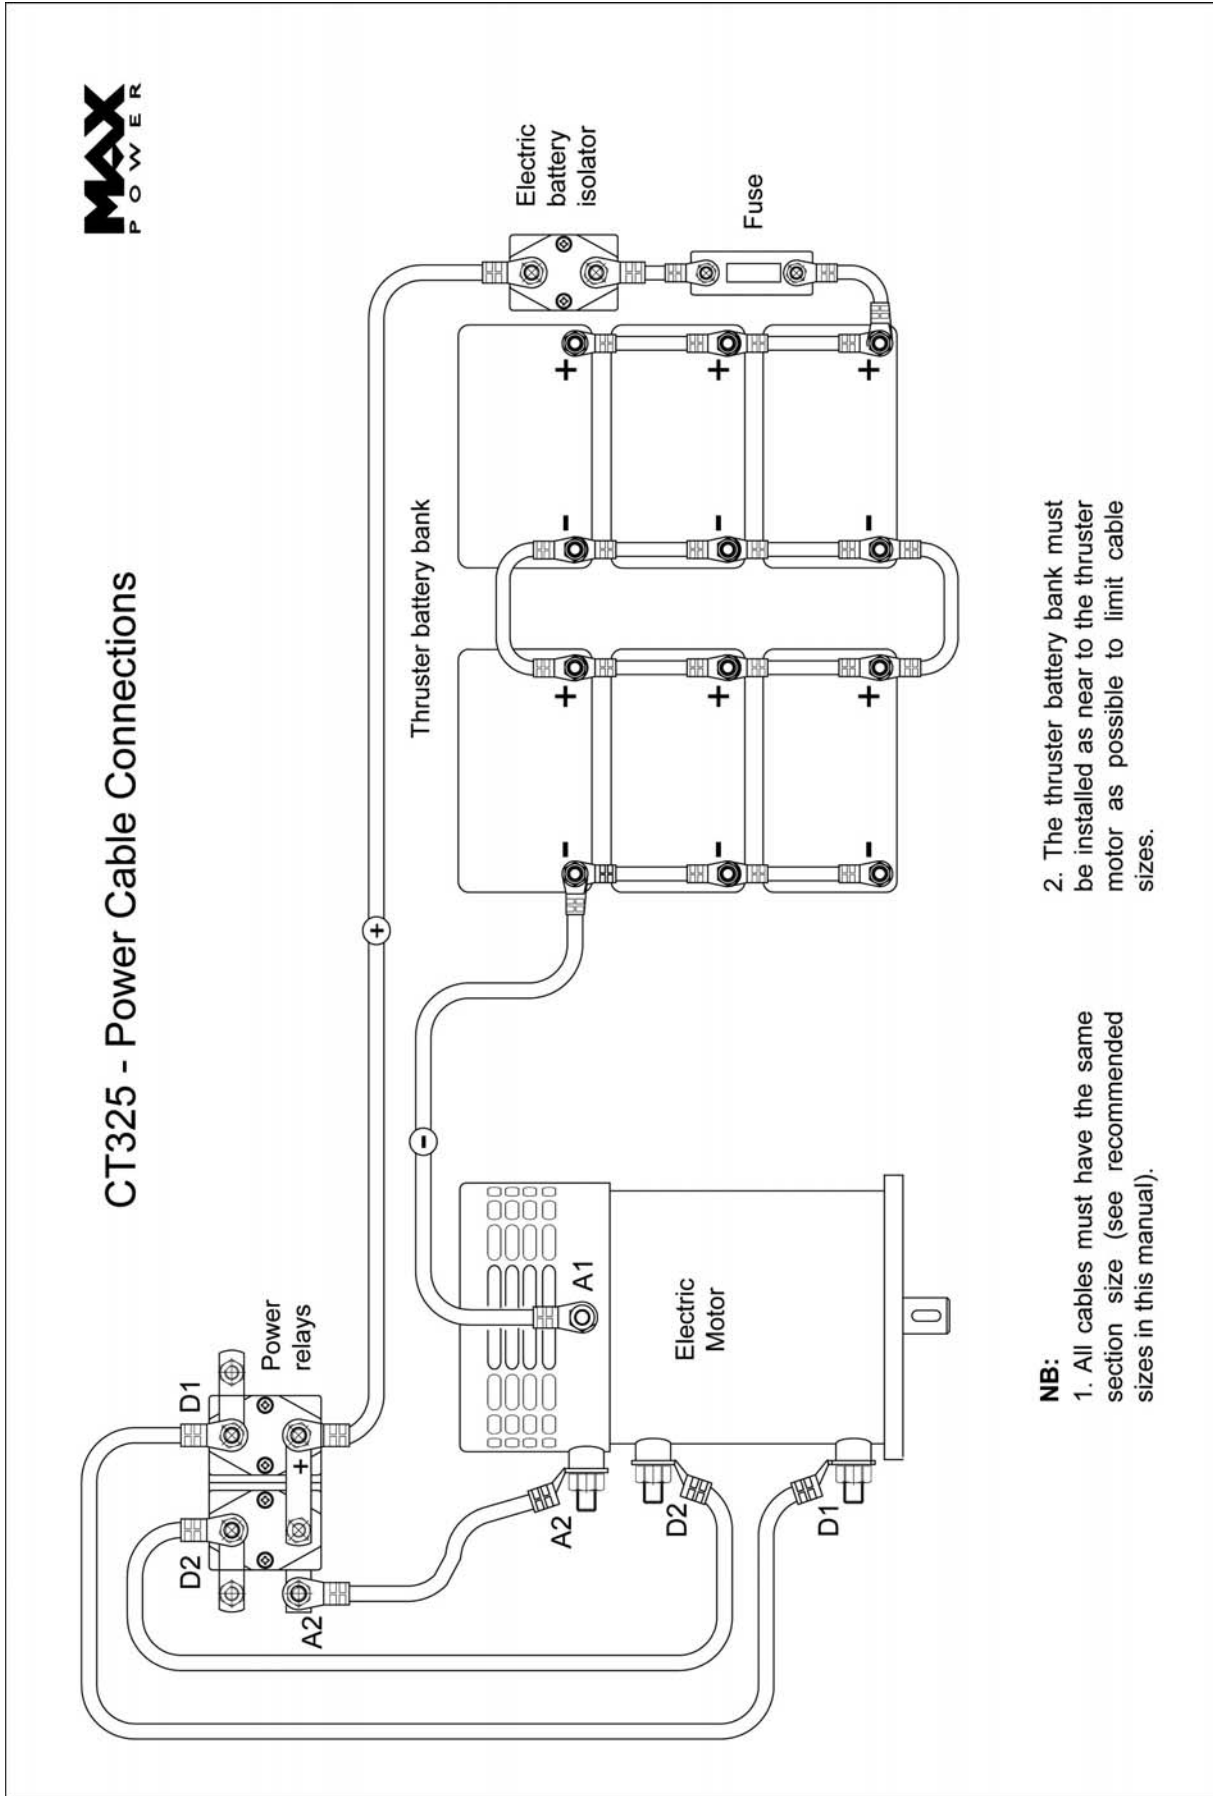 MAX
POWER
CT325 - Power Cable Connections
D1
D2
Power
relays
+
A2
+
-
Thruster battery bank
Electric
battery
isolator
Fuse
- + - +
- + - +
- + - +
A1
A2
Electric
Motor
D2
D1
NB:
1. All cables must have the same
section size (see recommended
sizes in this manual).
2. The thruster battery bank must
be installed as near to the thruster
motor as possible to limit cable
sizes.